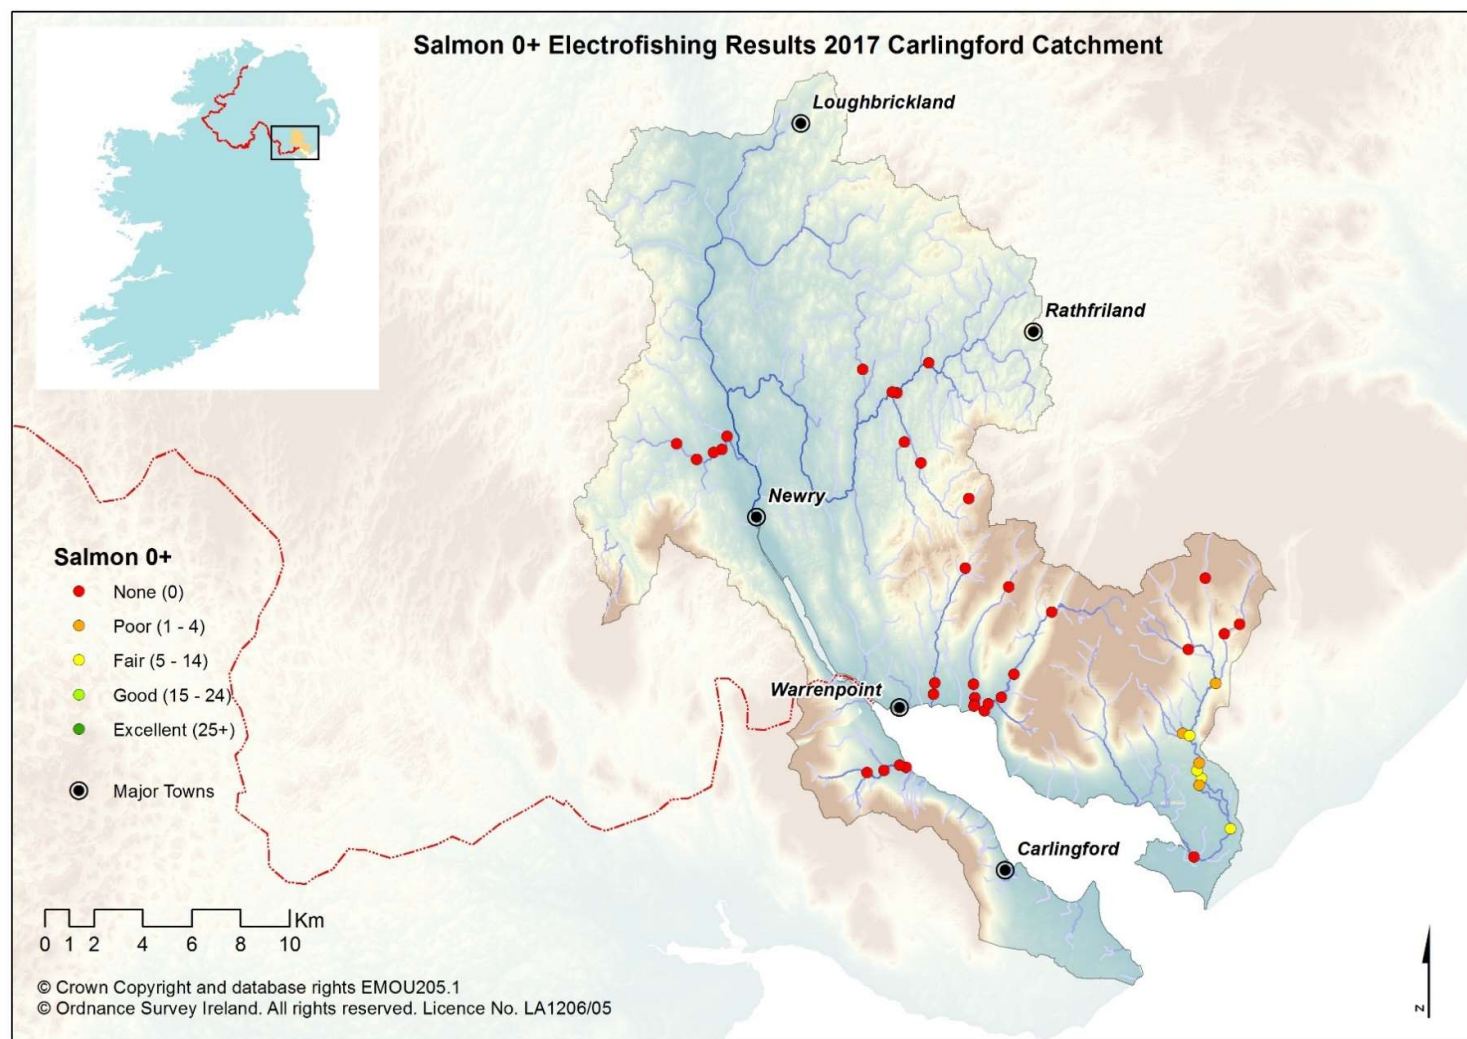 Salmon 0+ Electrofishing Results 2017 Carlingford Catchment
Loughbrickland
Rathfriland
Newry
Warrenpoint
Carlingford
Salmon 0+
None (0)
Poor (1 - 4)
Fair (5 - 14)
Good (15 - 24)
Excellent (25+)
Major Towns
Km
0 1 2 4 6 8 10
© Crown Copyright and database rights EMOU205.1
© Ordnance Survey Ireland. All rights reserved. Licence No. LA1206/05
N